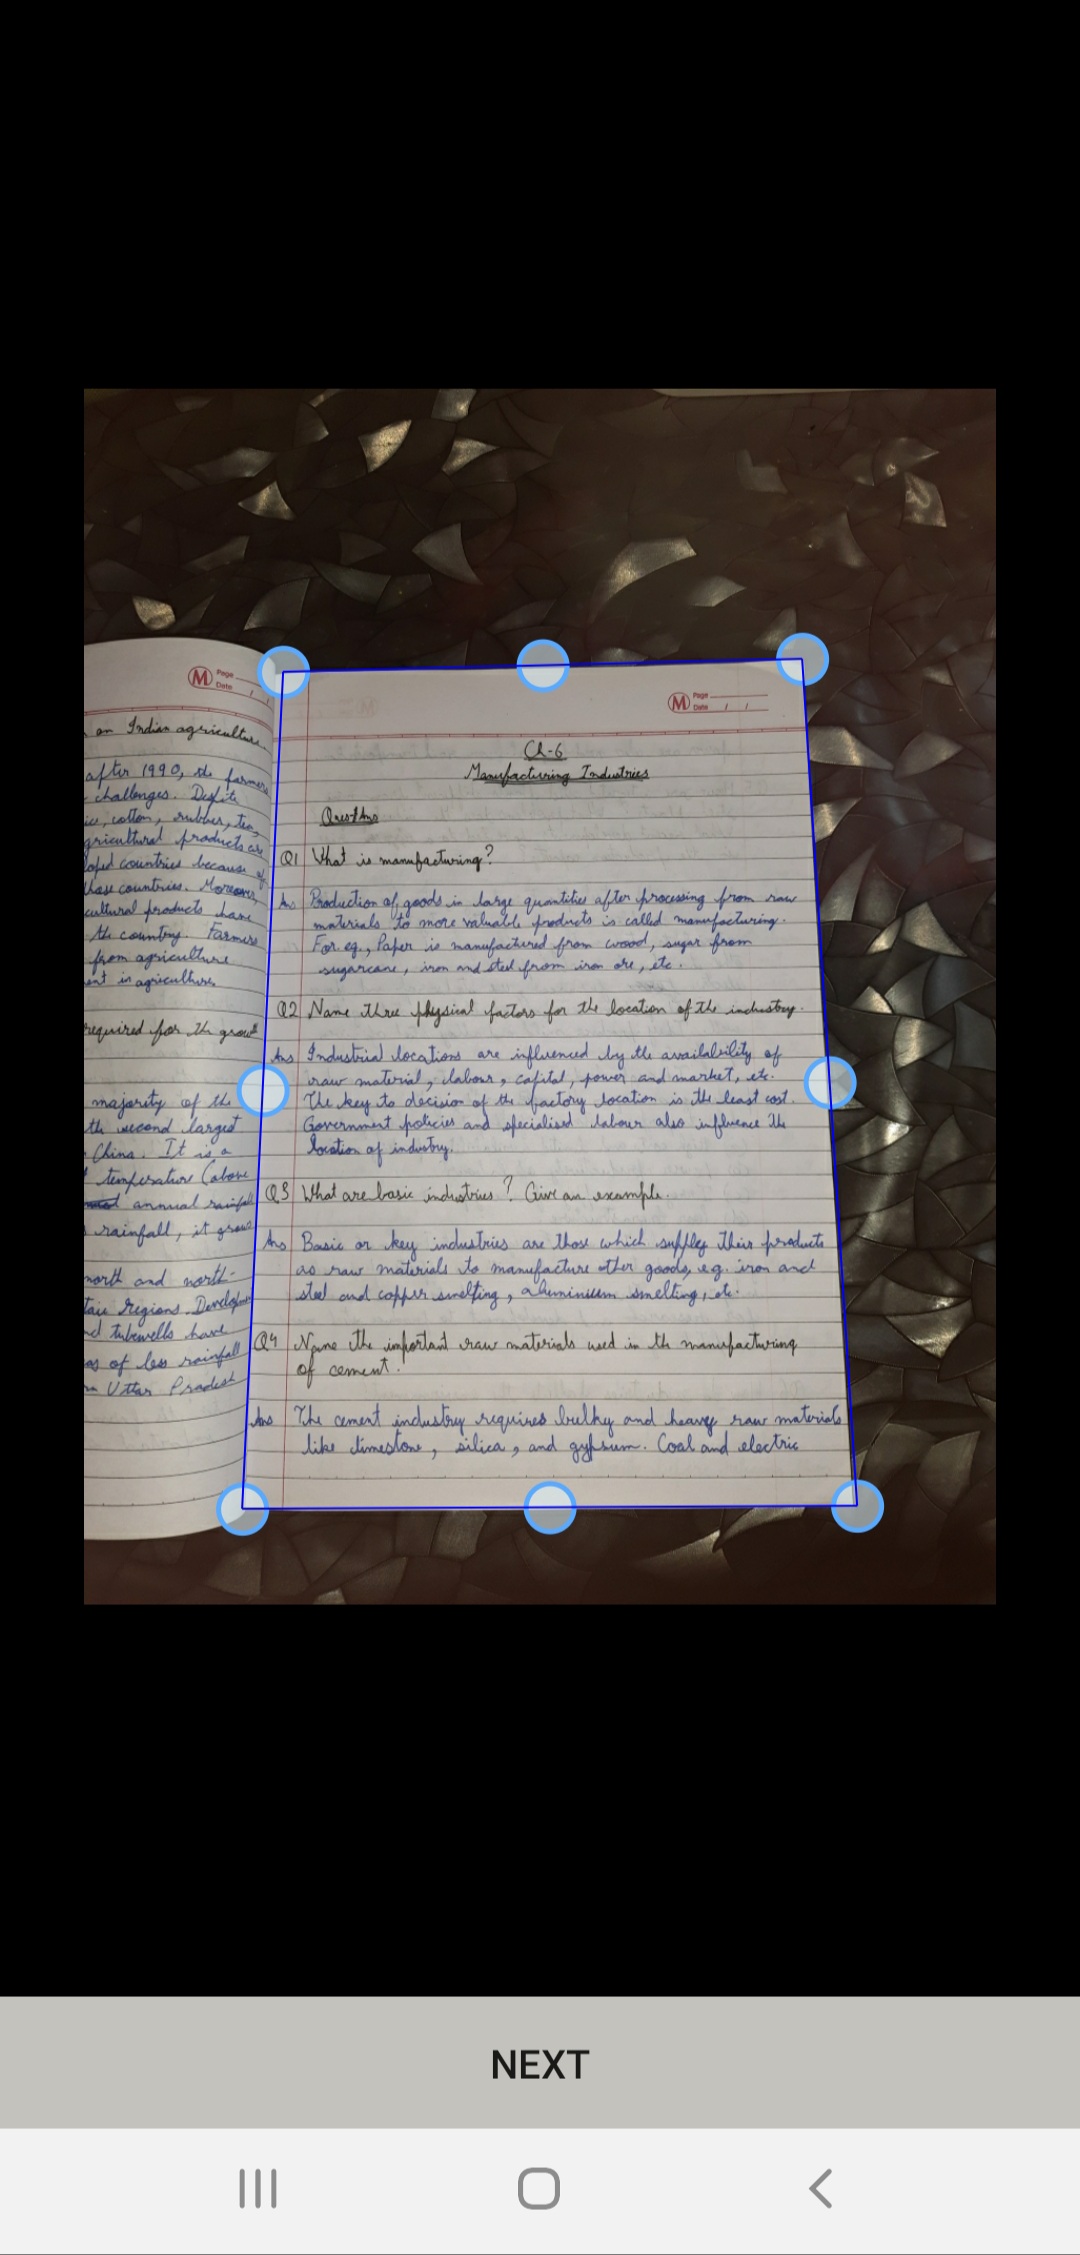 M Page
Date / /
on Indian agriculture
after 1990, the farmers
challenges. Despite
cotton, rubber, tea,
agricultural products are
countries because of
those countries. Moreover,
cultural products have
the country. Farmers
from agriculture
in agriculture.
required for the growth
majority of the
the second largest
China. It is a
temperature (above
annual rainfall
rainfall, it grows
north and north-
regions. Development
tubewells have
as of less rainfall
Uttar Pradesh
M Page
Date / /
Ch-6
Manufacturing Industries
Ques/Ans
Q1 What is manufacturing?
Ans Production of goods in large quantities after processing from raw
materials to more valuable products is called manufacturing.
For eg., Paper is manufactured from wood, sugar from
sugarcane, iron and steel from iron ore, etc.
Q2 Name three physical factors for the location of the industry.
Ans Industrial locations are influenced by the availability of
raw material, labour, capital, power and market, etc.
The key to decision of the factory location is the least cost.
Government policies and specialised labour also influence the
location of industry.
Q3 What are basic industries? Give an example.
Ans Basic or key industries are those which supply their products
as raw materials to manufacture other goods, e.g. iron and
steel and copper smelting, aluminium smelting, etc.
Q4 Name the important raw materials used in the manufacturing
of cement.
Ans The cement industry requires bulky and heavy raw materials
like limestone, silica, and gypsum. Coal and electric
NEXT